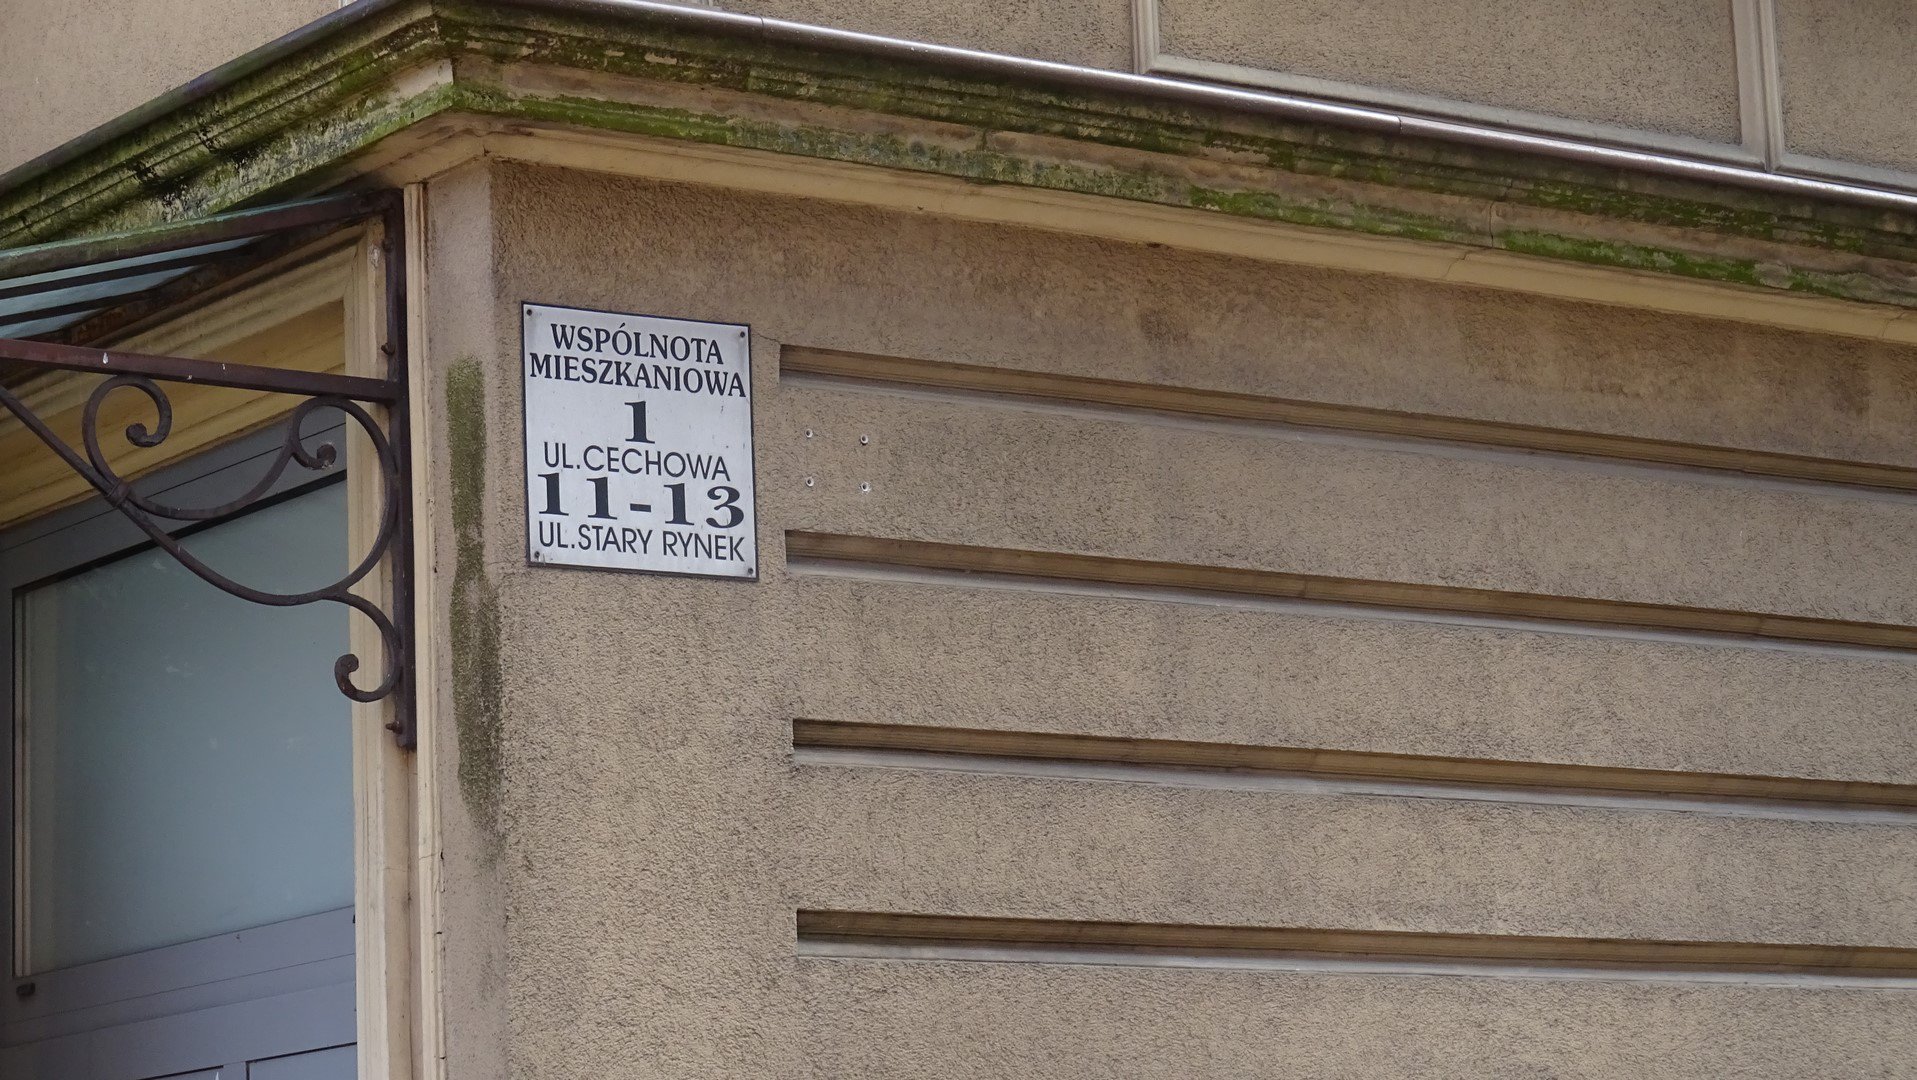 WSPÓLNOTA
MIESZKANIOWA
1
UL.CECHOWA
11-13
UL.STARY RYNEK